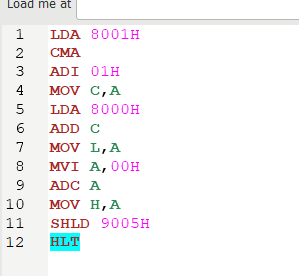 Load me at
1 LDA 8001H
2 CMA
3 ADI 01H
4 MOV C,A
5 LDA 8000H
6 ADD C
7 MOV L,A
8 MVI A,00H
9 ADC A
10 MOV H,A
11 SHLD 9005H
12 HLT